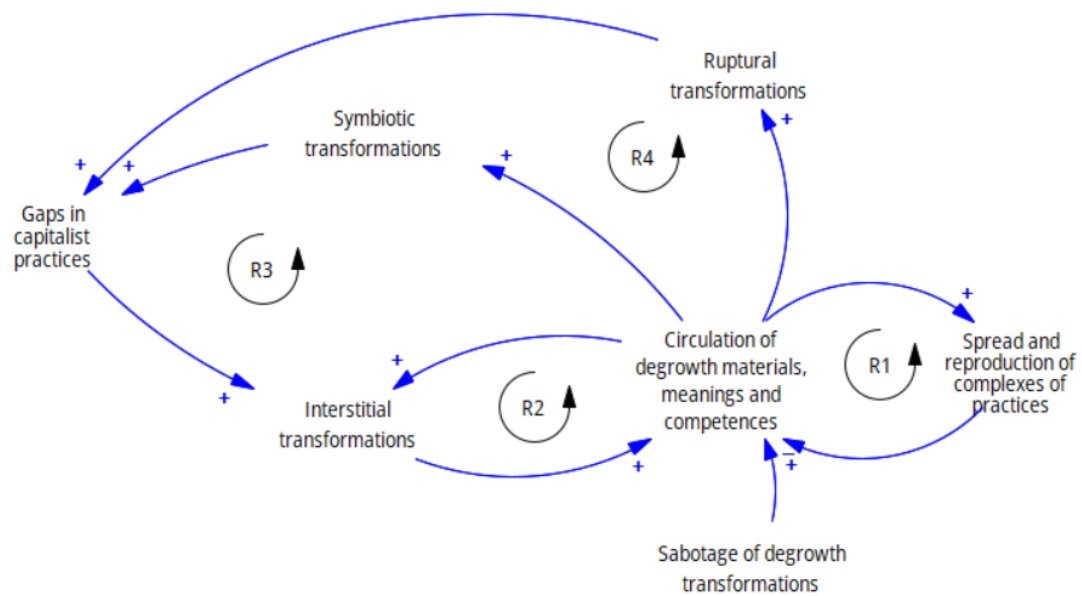 Ruptural
transformations
+
Symbiotic
transformations
+
R4
+
+
Gaps in
capitalist
practices
R3
+
Circulation of
degrowth materials,
meanings and
competences
R1
Spread and
reproduction of
complexes of
practices
+
+
Interstitial
transformations
R2
+
–
+
Sabotage of degrowth
transformations